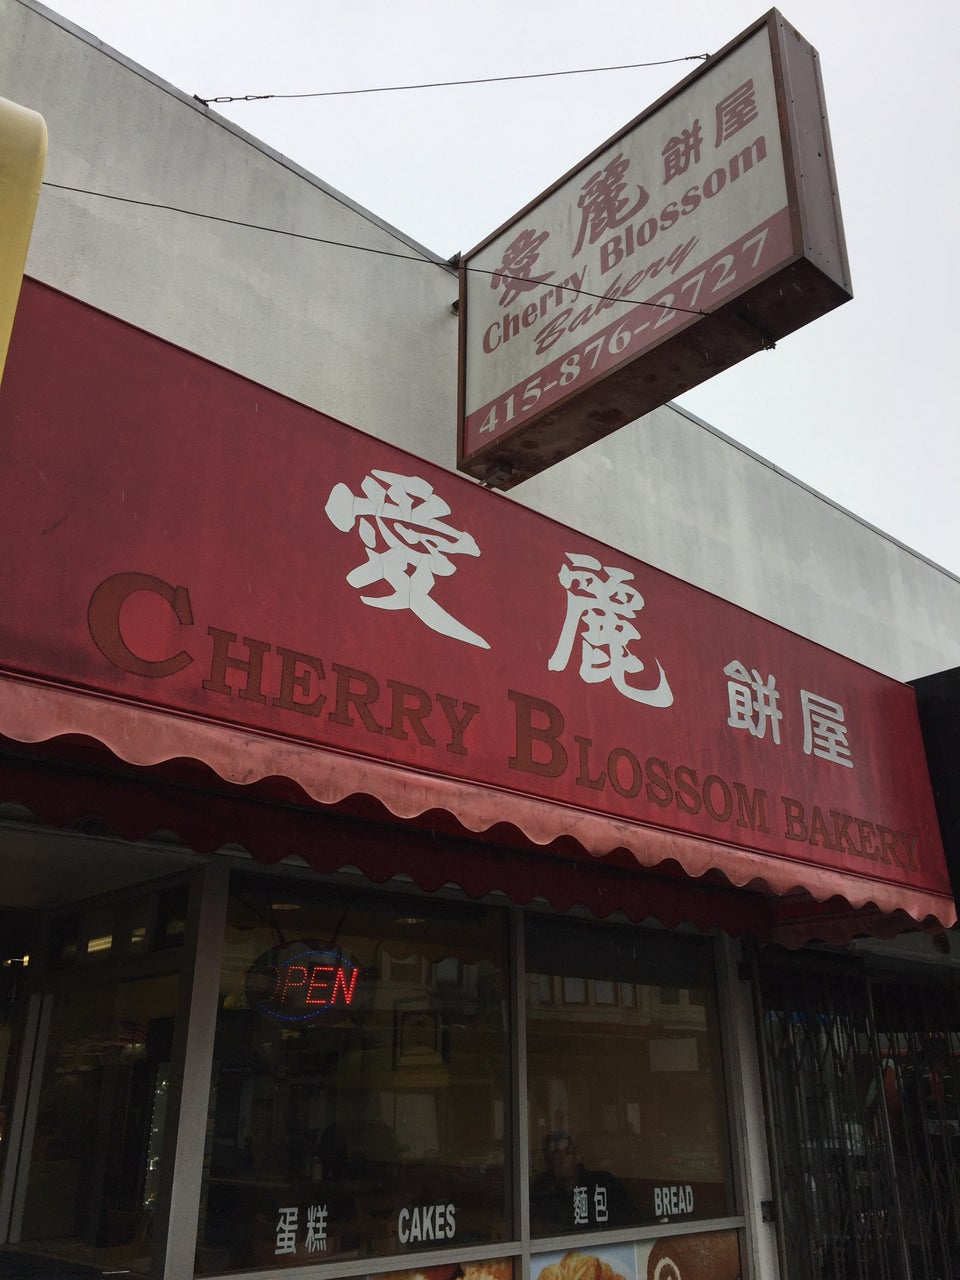 愛麗餅屋
Cherry Blossom
Bakery
415-876-2727
愛麗餅屋
CHERRY BLOSSOM BAKERY
OPEN
蛋糕 CAKES
麵包 BREAD